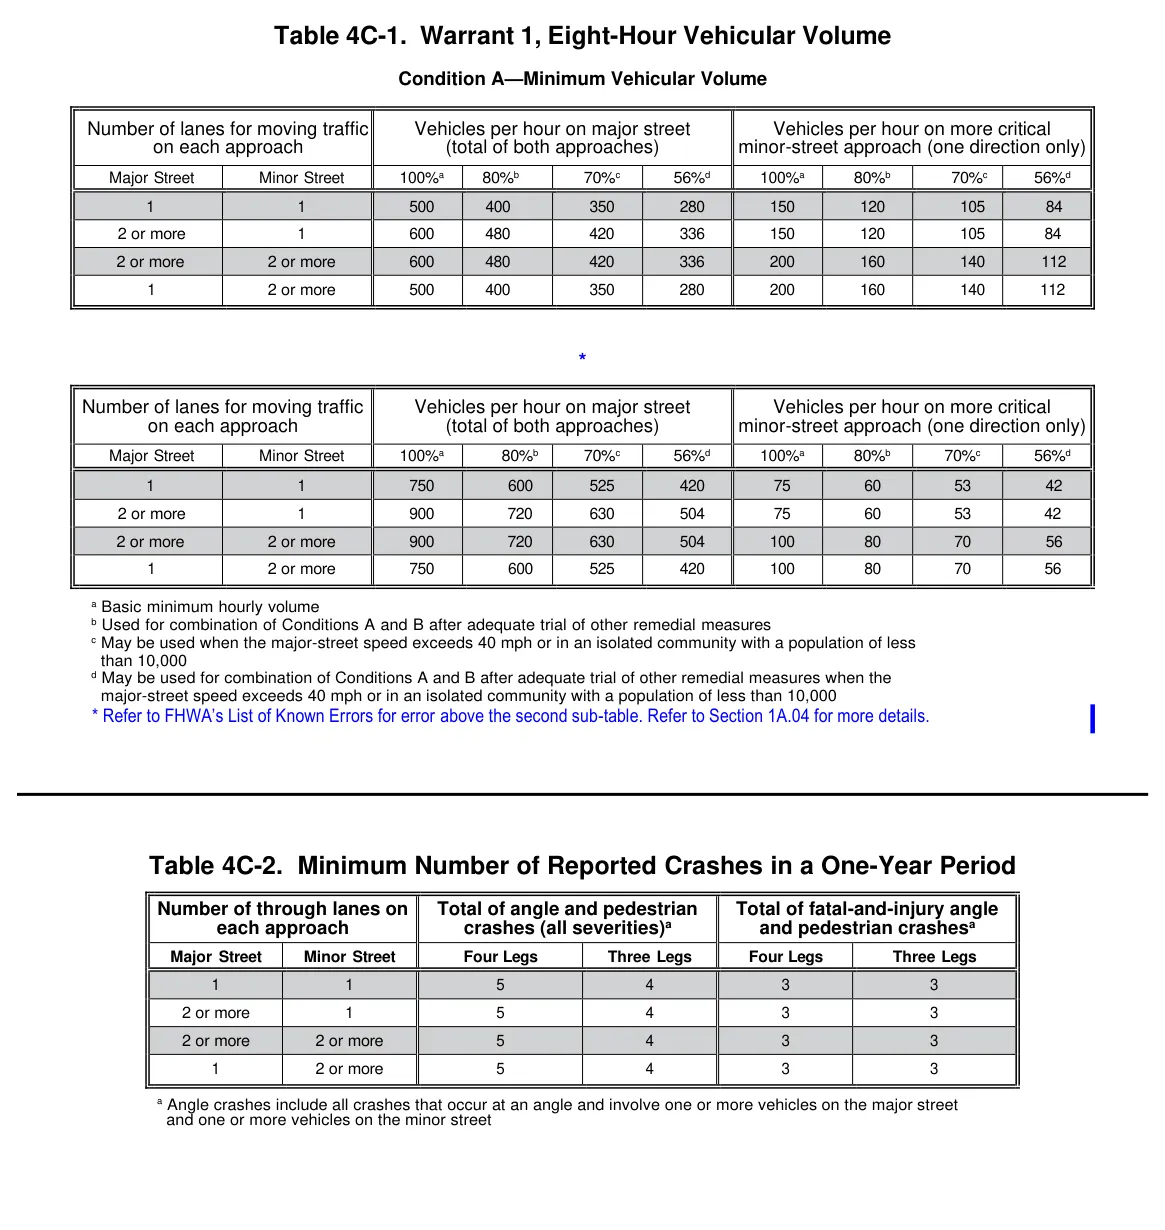 Table 4C-1. Warrant 1, Eight-Hour Vehicular Volume
Condition A—Minimum Vehicular Volume
Number of lanes for moving traffic on each approach Vehicles per hour on major street (total of both approaches) Vehicles per hour on more critical minor-street approach (one direction only)
Major Street Minor Street 100%ᵃ 80%ᵇ 70%ᶜ 56%ᵈ 100%ᵃ 80%ᵇ 70%ᶜ 56%ᵈ
1 1 500 400 350 280 150 120 105 84
2 or more 1 600 480 420 336 150 120 105 84
2 or more 2 or more 600 480 420 336 200 160 140 112
1 2 or more 500 400 350 280 200 160 140 112
*
Number of lanes for moving traffic on each approach Vehicles per hour on major street (total of both approaches) Vehicles per hour on more critical minor-street approach (one direction only)
Major Street Minor Street 100%ᵃ 80%ᵇ 70%ᶜ 56%ᵈ 100%ᵃ 80%ᵇ 70%ᶜ 56%ᵈ
1 1 750 600 525 420 75 60 53 42
2 or more 1 900 720 630 504 75 60 53 42
2 or more 2 or more 900 720 630 504 100 80 70 56
1 2 or more 750 600 525 420 100 80 70 56
ᵃ Basic minimum hourly volume
ᵇ Used for combination of Conditions A and B after adequate trial of other remedial measures
ᶜ May be used when the major-street speed exceeds 40 mph or in an isolated community with a population of less
than 10,000
ᵈ May be used for combination of Conditions A and B after adequate trial of other remedial measures when the
major-street speed exceeds 40 mph or in an isolated community with a population of less than 10,000
* Refer to FHWA's List of Known Errors for error above the second sub-table. Refer to Section 1A.04 for more details.
Table 4C-2. Minimum Number of Reported Crashes in a One-Year Period
Number of through lanes on each approach Total of angle and pedestrian crashes (all severities)ᵃ Total of fatal-and-injury angle and pedestrian crashesᵃ
Major Street Minor Street Four Legs Three Legs Four Legs Three Legs
1 1 5 4 3 3
2 or more 1 5 4 3 3
2 or more 2 or more 5 4 3 3
1 2 or more 5 4 3 3
ᵃ Angle crashes include all crashes that occur at an angle and involve one or more vehicles on the major street
and one or more vehicles on the minor street